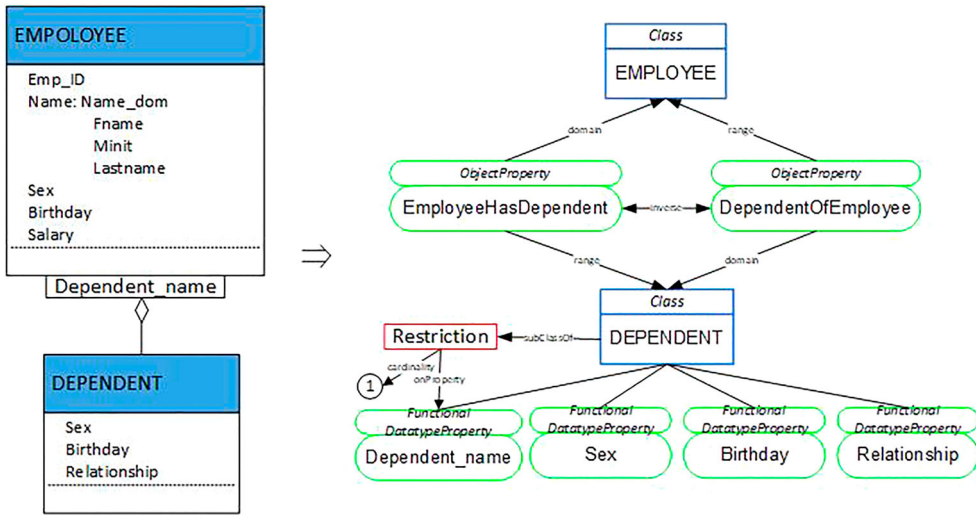 EMPOLOYEE
Emp_ID
Name: Name_dom
Fname
Minit
Lastname
Sex
Birthday
Salary
Dependent_name
DEPENDENT
Sex
Birthday
Relationship
⇒
Class
EMPLOYEE
domain
range
ObjectProperty
EmployeeHasDependent
inverse
ObjectProperty
DependentOfEmployee
range
domain
Class
DEPENDENT
subClassOf
Restriction
cardinality
onProperty
1
Functional
DatatypeProperty
Dependent_name
Functional
DatatypeProperty
Sex
Functional
DatatypeProperty
Birthday
Functional
DatatypeProperty
Relationship